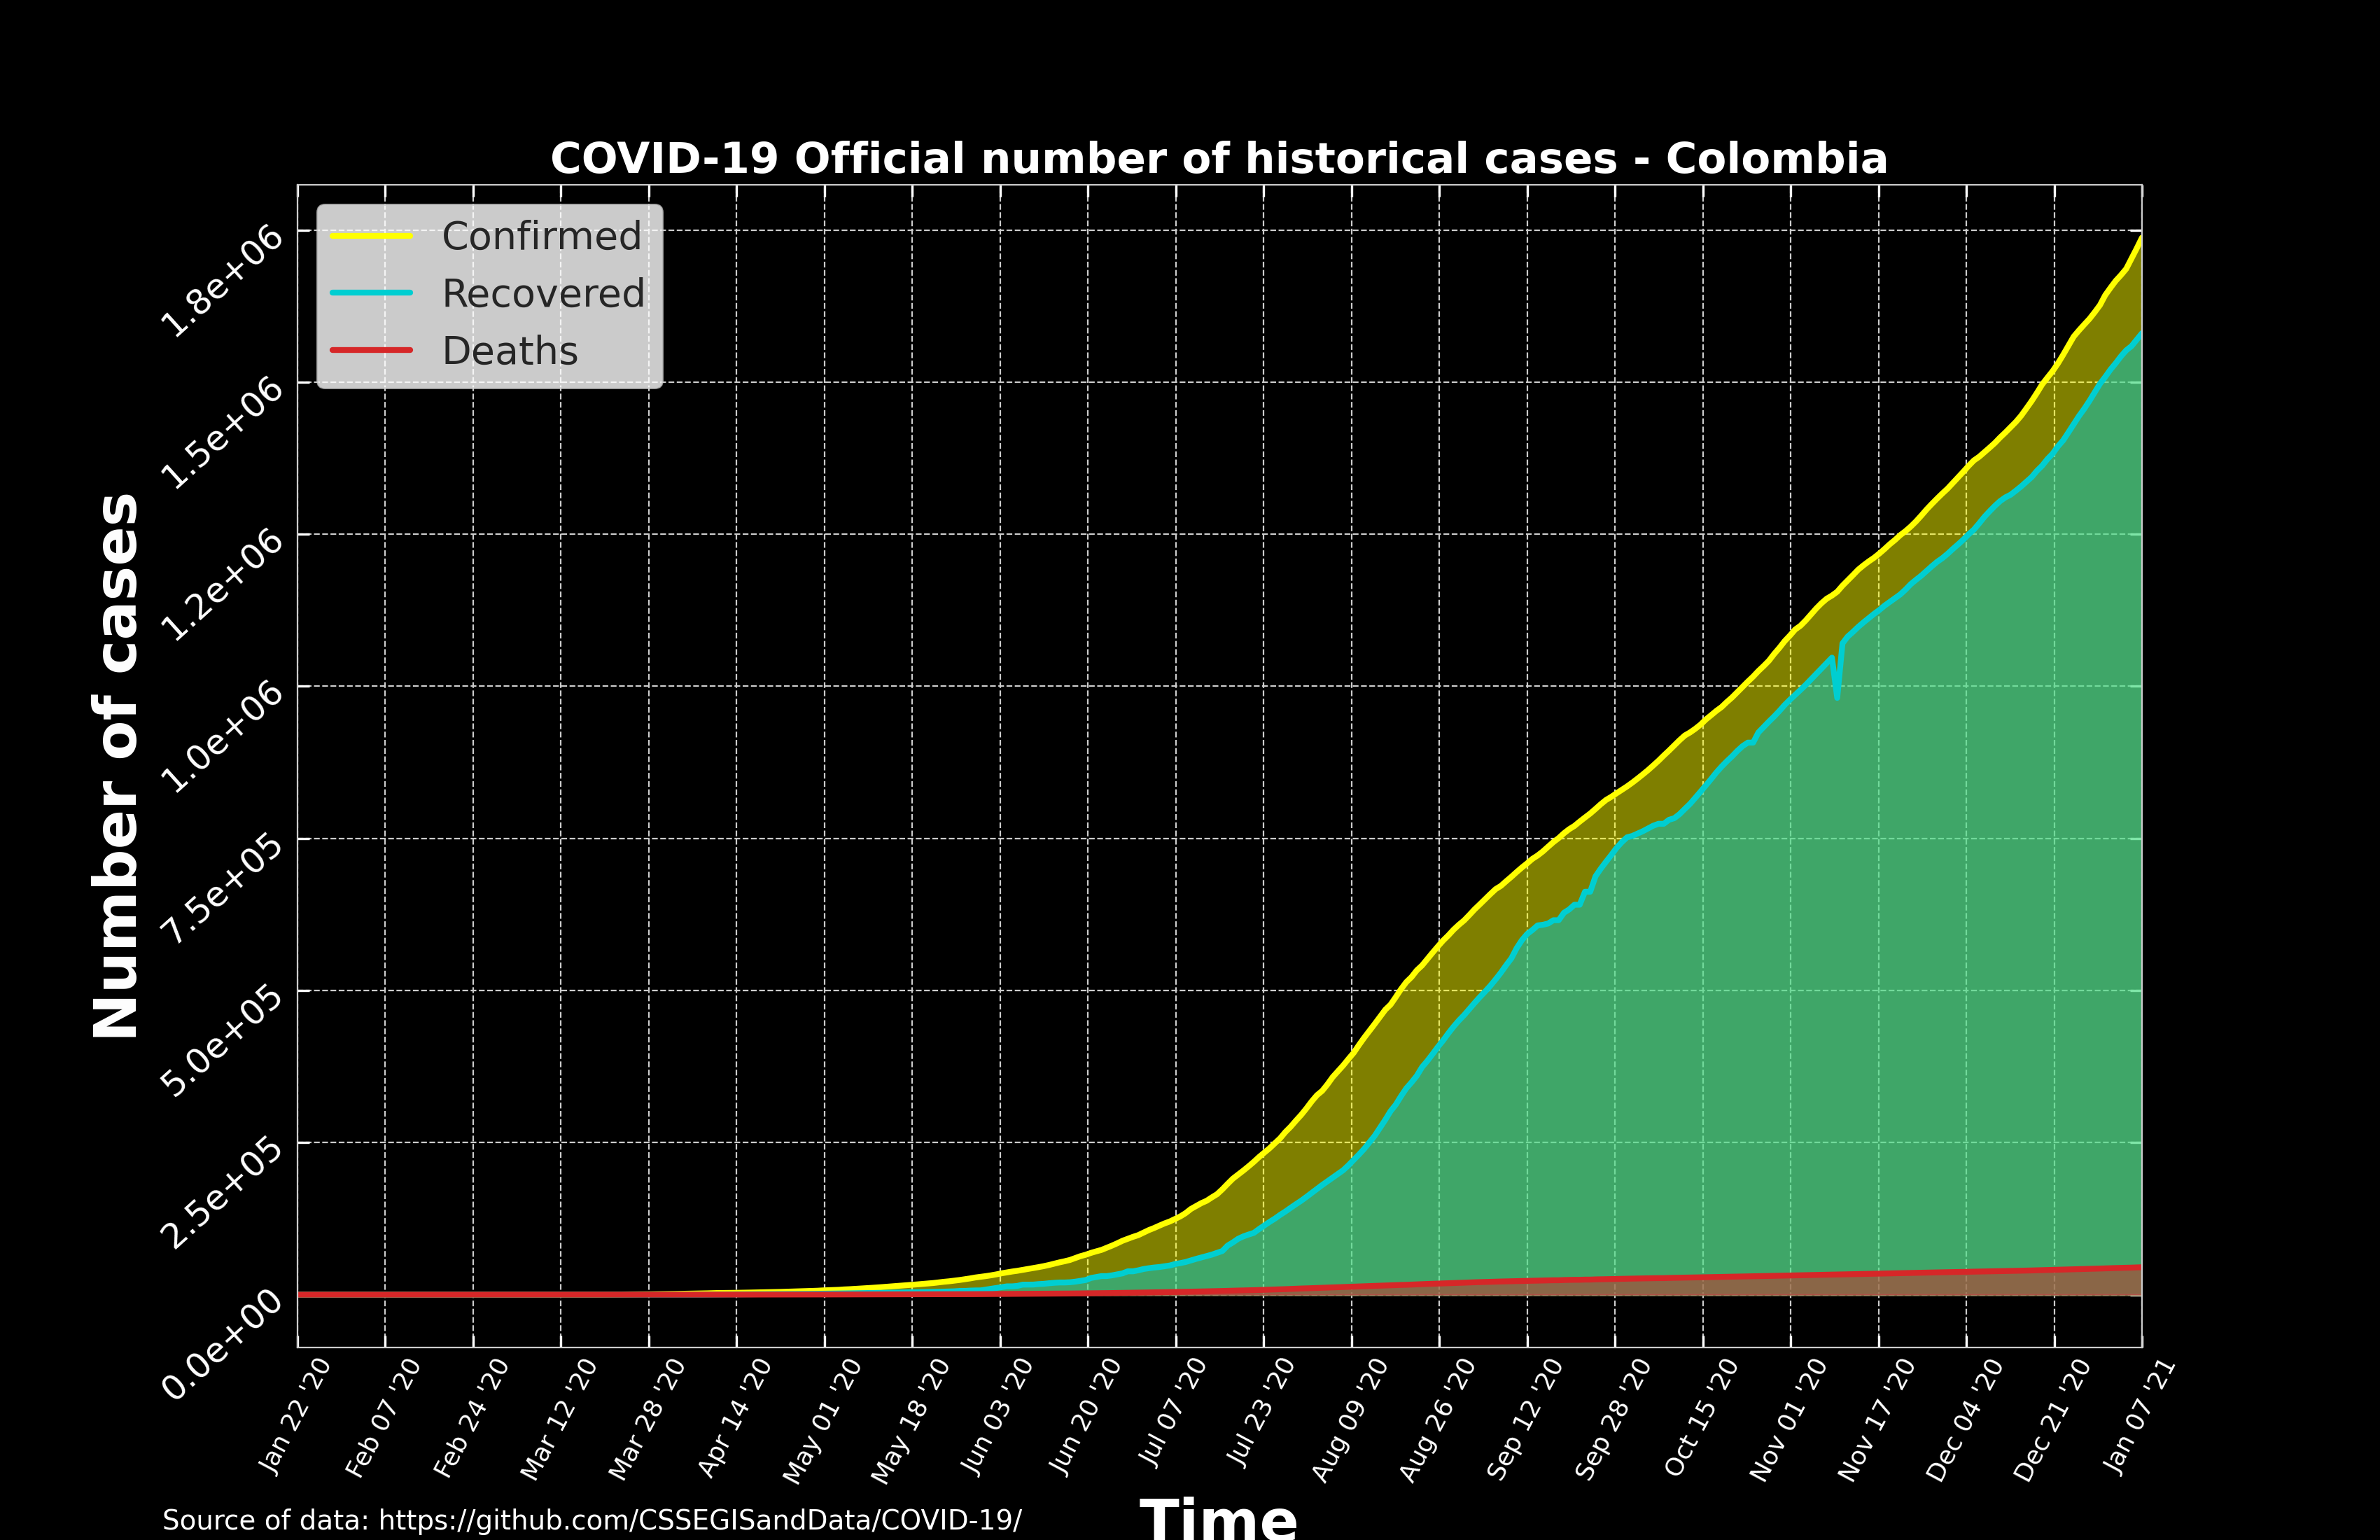 COVID-19 Official number of historical cases - Colombia
Confirmed
Recovered
Deaths
Number of cases
1.8e+06
1.5e+06
1.2e+06
1.0e+06
7.5e+05
5.0e+05
2.5e+05
0.0e+00
Jan 22 '20
Feb 07 '20
Feb 24 '20
Mar 12 '20
Mar 28 '20
Apr 14 '20
May 01 '20
May 18 '20
Jun 03 '20
Jun 20 '20
Jul 07 '20
Jul 23 '20
Aug 09 '20
Aug 26 '20
Sep 12 '20
Sep 28 '20
Oct 15 '20
Nov 01 '20
Nov 17 '20
Dec 04 '20
Dec 21 '20
Jan 07 '21
Time
Source of data: https://github.com/CSSEGISandData/COVID-19/